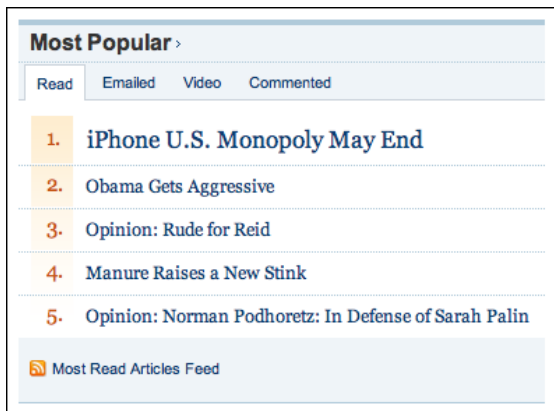 Most Popular ›
Read Emailed Video Commented
1. iPhone U.S. Monopoly May End
2. Obama Gets Aggressive
3. Opinion: Rude for Reid
4. Manure Raises a New Stink
5. Opinion: Norman Podhoretz: In Defense of Sarah Palin
Most Read Articles Feed